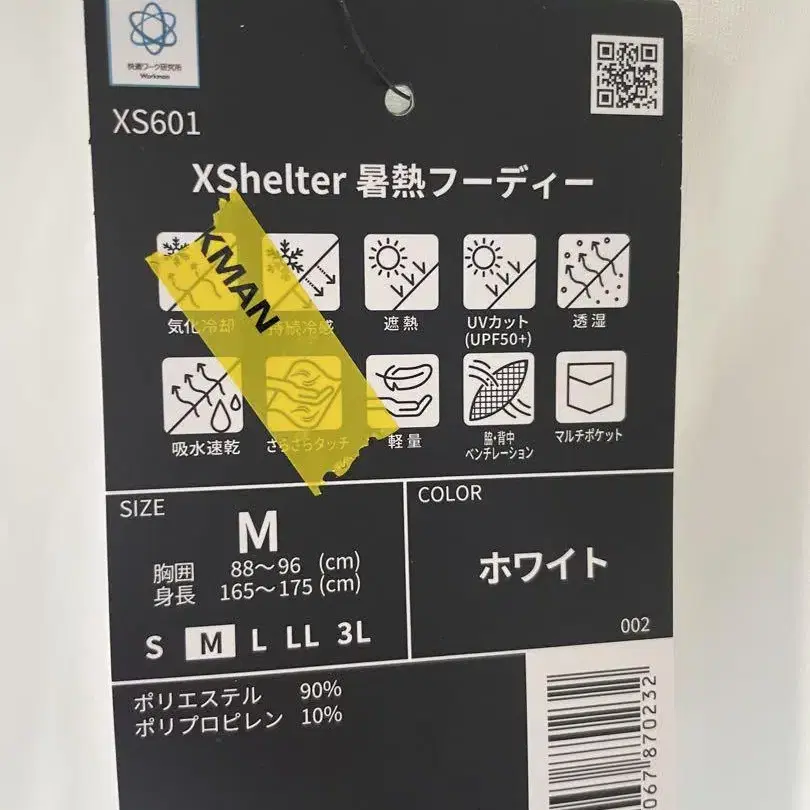 快適ワーク研究所
Workman
XS601
XShelter 暑熱フーディー
KMAN
気化冷却
持続冷感
遮熱
UVカット
(UPF50+)
透湿
吸水速乾
さらさらタッチ
軽量
脇・背中
ベンチレーション
マルチポケット
SIZE
M
胸囲 88〜96 (cm)
身長 165〜175 (cm)
S M L LL 3L
COLOR
ホワイト
002
ポリエステル 90%
ポリプロピレン 10%
067 870232